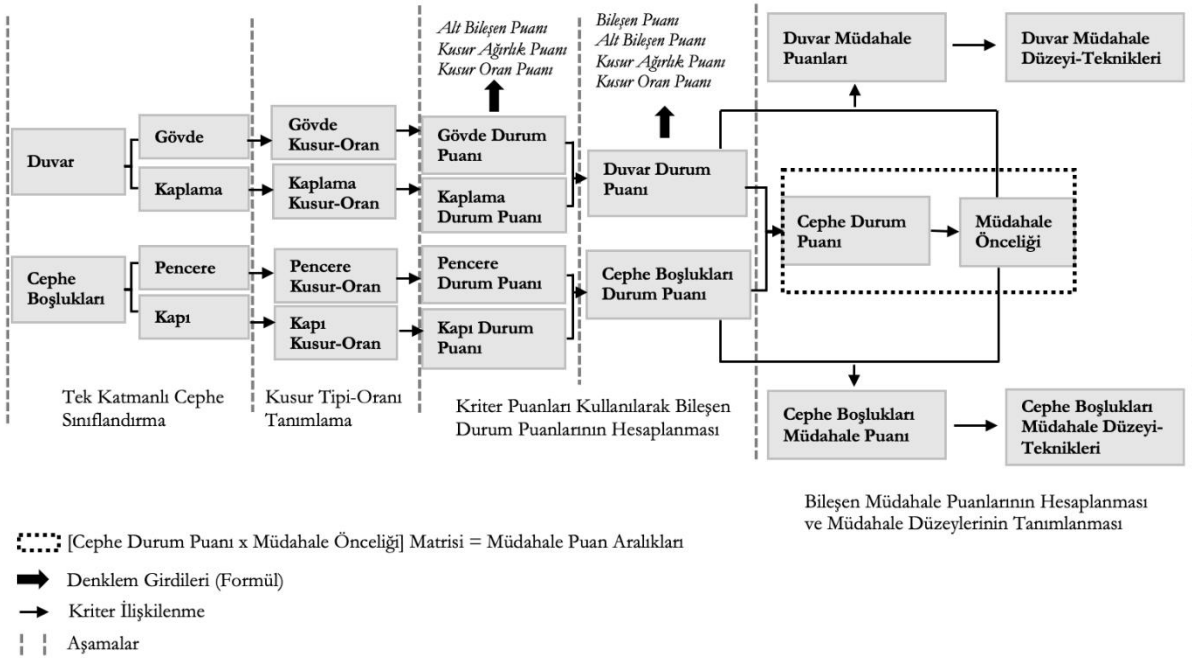 Alt Bileşen Puanı
Kusur Ağırlık Puanı
Kusur Oran Puanı
Bileşen Puanı
Alt Bileşen Puanı
Kusur Ağırlık Puanı
Kusur Oran Puanı
Duvar Müdahale
Puanları
Duvar Müdahale
Düzeyi-Teknikleri
Duvar
Gövde
Kaplama
Gövde
Kusur-Oran
Kaplama
Kusur-Oran
Gövde Durum
Puanı
Kaplama
Durum Puanı
Duvar Durum
Puanı
Cephe Durum
Puanı
Müdahale
Önceliği
Cephe
Boşlukları
Pencere
Kapı
Pencere
Kusur-Oran
Kapı
Kusur-Oran
Pencere
Durum Puanı
Kapı Durum
Puanı
Cephe Boşlukları
Durum Puanı
Cephe Boşlukları
Müdahale Puanı
Cephe Boşlukları
Müdahale Düzeyi-
Teknikleri
Tek Katmanlı Cephe
Sınıflandırma
Kusur Tipi-Oranı
Tanımlama
Kriter Puanları Kullanılarak Bileşen
Durum Puanlarının Hesaplanması
Bileşen Müdahale Puanlarının Hesaplanması
ve Müdahale Düzeylerinin Tanımlanması
[Cephe Durum Puanı x Müdahale Önceliği] Matrisi = Müdahale Puan Aralıkları
Denklem Girdileri (Formül)
Kriter İlişkilenme
Aşamalar